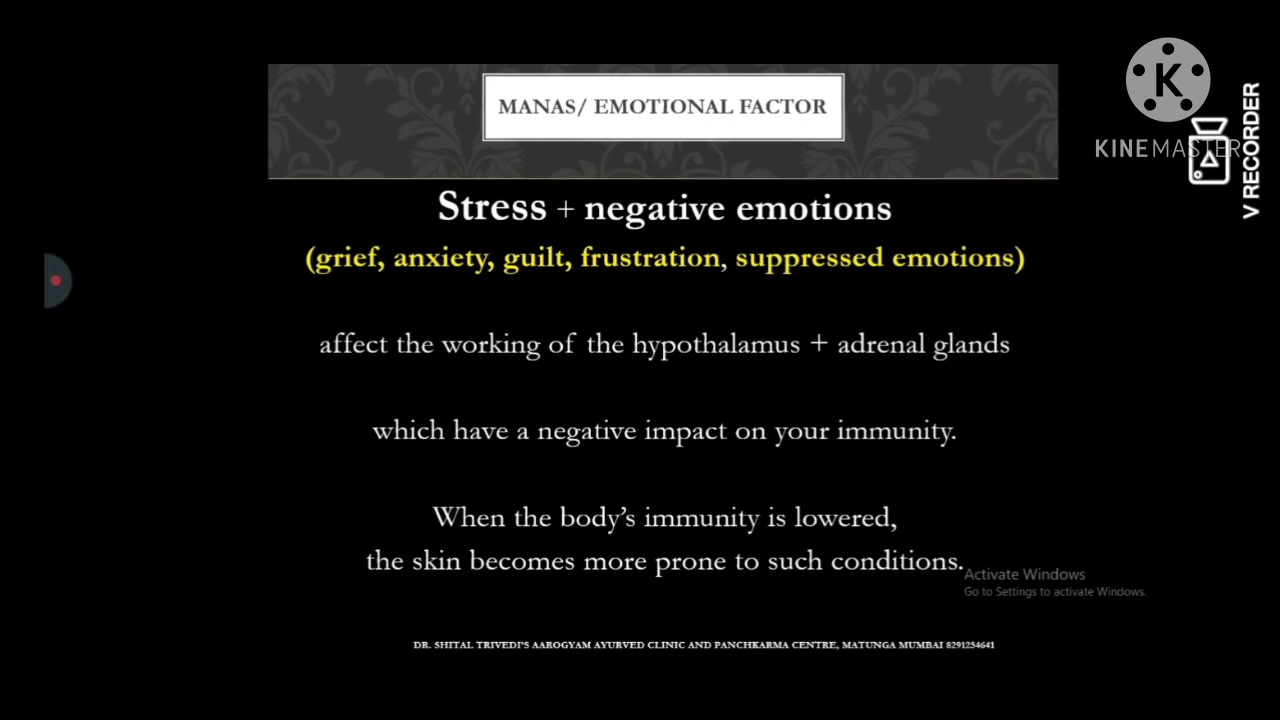 MANAS/ EMOTIONAL FACTOR
Stress + negative emotions
(grief, anxiety, guilt, frustration, suppressed emotions)
affect the working of the hypothalamus + adrenal glands
which have a negative impact on your immunity.
When the body's immunity is lowered,
the skin becomes more prone to such conditions.
Activate Windows
Go to Settings to activate Windows.
DR. SHITAL TRIVEDI'S AAROGYAM AYURVED CLINIC AND PANCHKARMA CENTRE, MATUNGA MUMBAI 8291254641
K
KINEMASTER
V RECORDER